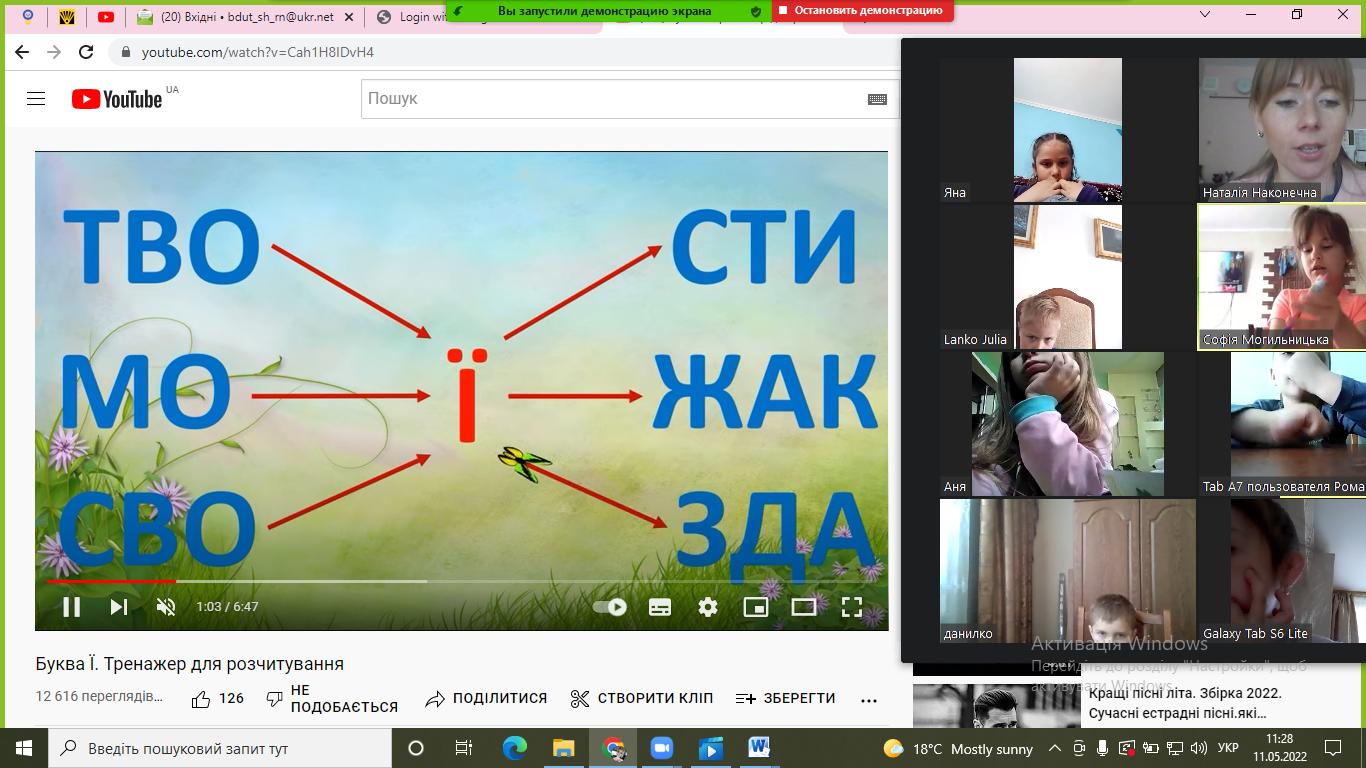 (20) Вхідні • bdut_sh_rn@ukr.net
Login wi
Вы запустили демонстрацию экрана
Остановить демонстрацию
youtube.com/watch?v=Cah1H8IDvH4
YouTube UA
Пошук
ТВО
СТИ
МО
Ї
ЖАК
СВО
ЗДА
1:03 / 6:47
Буква Ї. Тренажер для розчитування
12 616 переглядів…
126
НЕ ПОДОБАЄТЬСЯ
ПОДІЛИТИСЯ
СТВОРИТИ КЛІП
ЗБЕРЕГТИ
Яна
Наталія Наконечна
Lanko Julia
Софія Могильницька
Аня
Tab A7 пользователя Рома
данилко
Galaxy Tab S6 Lite
Активація Windows
Перейдіть до розділу "Настройки", щоб
активувати Windows.
Кращі пісні літа. Збірка 2022.
Сучасні естрадні пісні.які…
Введіть пошуковий запит тут
18°C Mostly sunny
УКР
11:28
11.05.2022